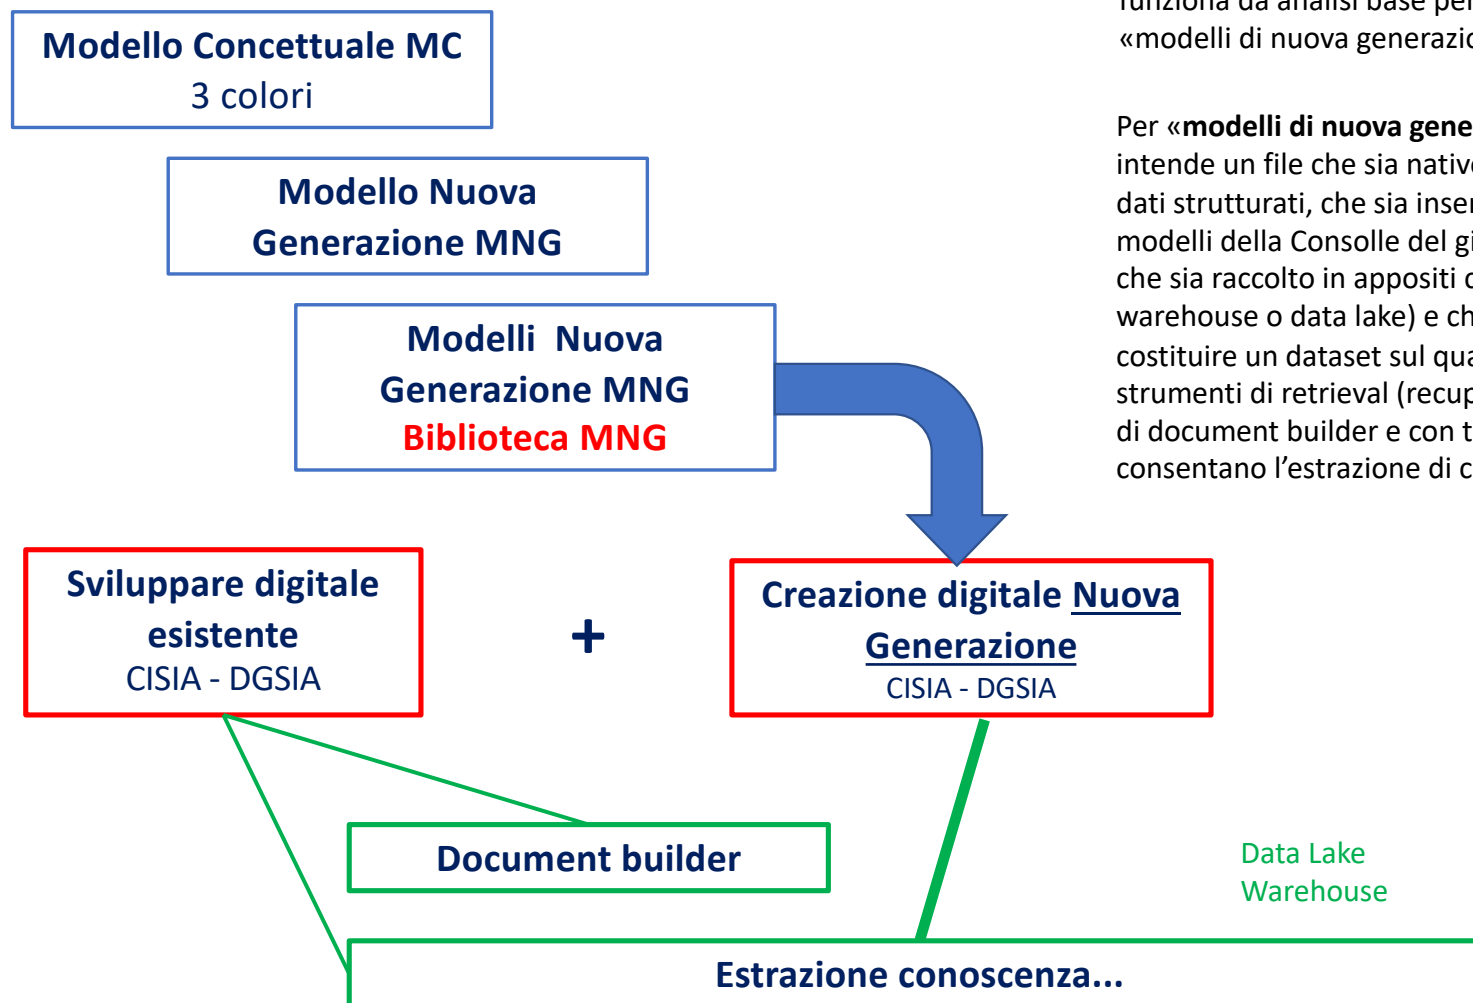 Modello Concettuale MC
3 colori
Modello Nuova
Generazione MNG
Modelli Nuova
Generazione MNG
Biblioteca MNG
funziona da analisi base per
«modelli di nuova generazio
Per «modelli di nuova gene
intende un file che sia nativ
dati strutturati, che sia inse
modelli della Consolle del gi
che sia raccolto in appositi
warehouse o data lake) e ch
costituire un dataset sul qua
strumenti di retrieval (recup
di document builder e con t
consentano l’estrazione di c
Sviluppare digitale
esistente
CISIA - DGSIA
+
Creazione digitale Nuova
Generazione
CISIA - DGSIA
Document builder
Data Lake
Warehouse
Estrazione conoscenza...